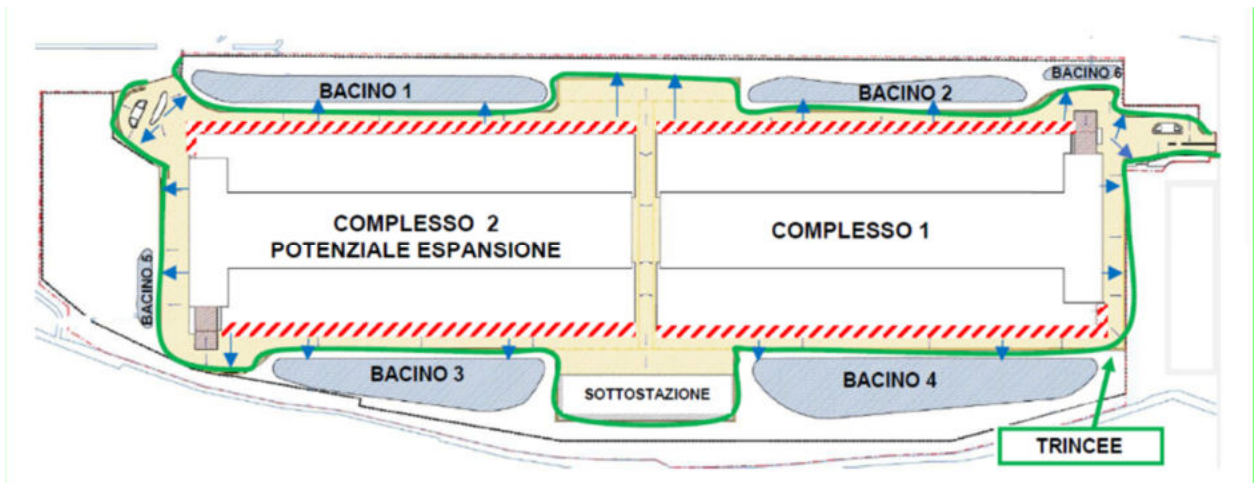 BACINO 1
BACINO 2
BACINO 6
COMPLESSO 2
POTENZIALE ESPANSIONE
COMPLESSO 1
BACINO 5
BACINO 3
SOTTOSTAZIONE
BACINO 4
TRINCEE